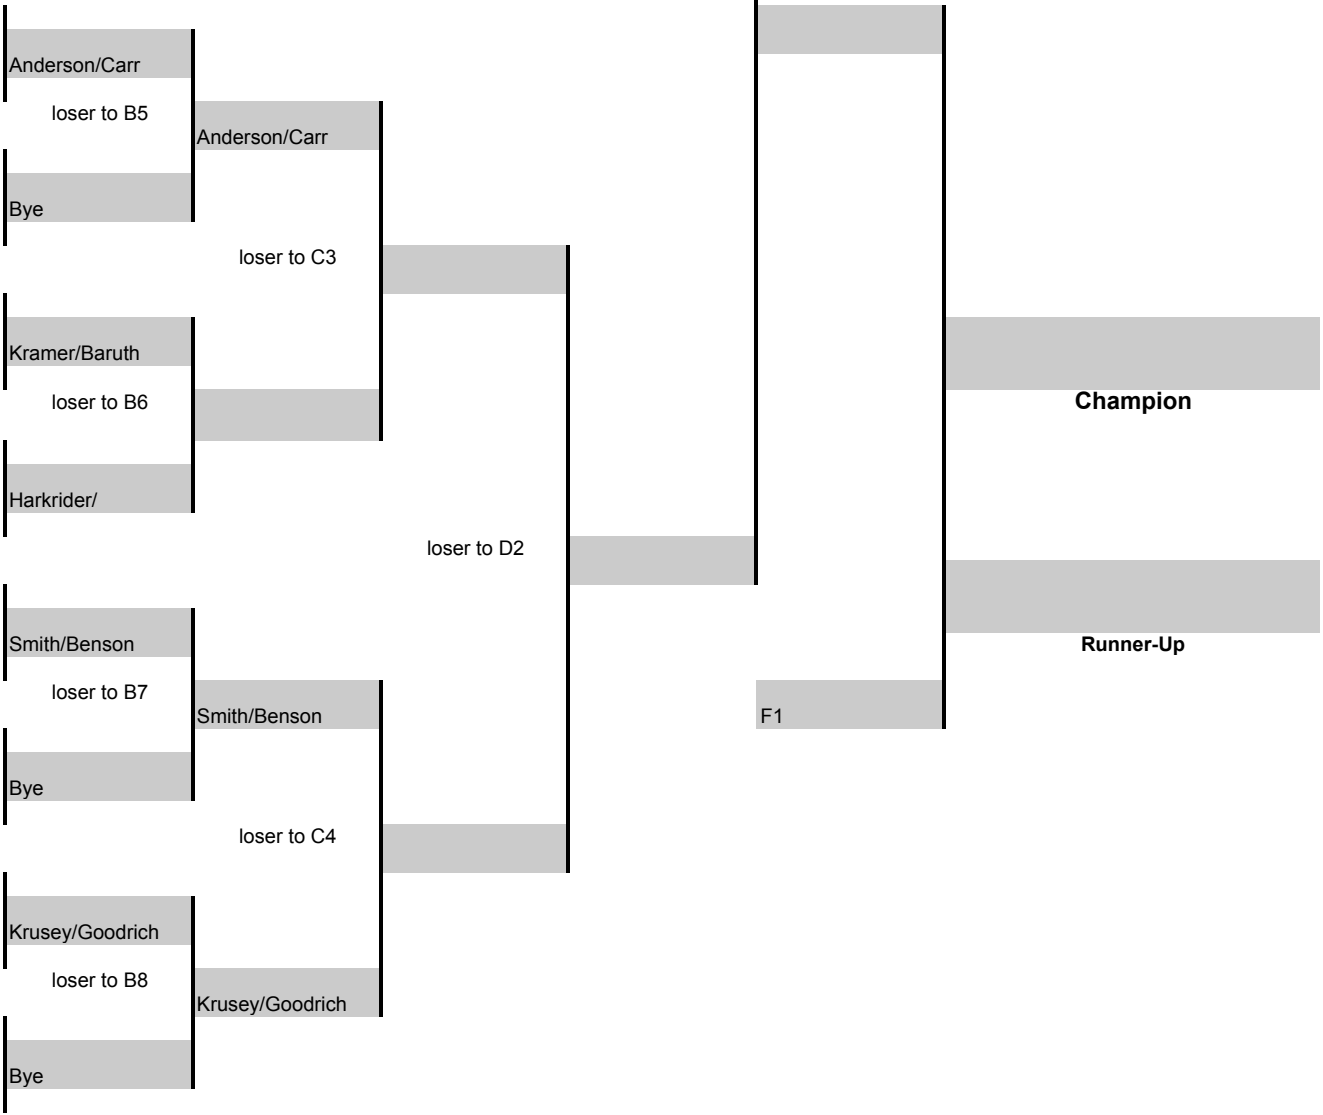 Anderson/Carr
loser to B5
Anderson/Carr
Bye
loser to C3
Kramer/Baruth
loser to B6
Champion
Harkrider/
loser to D2
Smith/Benson
Runner-Up
loser to B7
Smith/Benson
F1
Bye
loser to C4
Krusey/Goodrich
loser to B8
Krusey/Goodrich
Bye